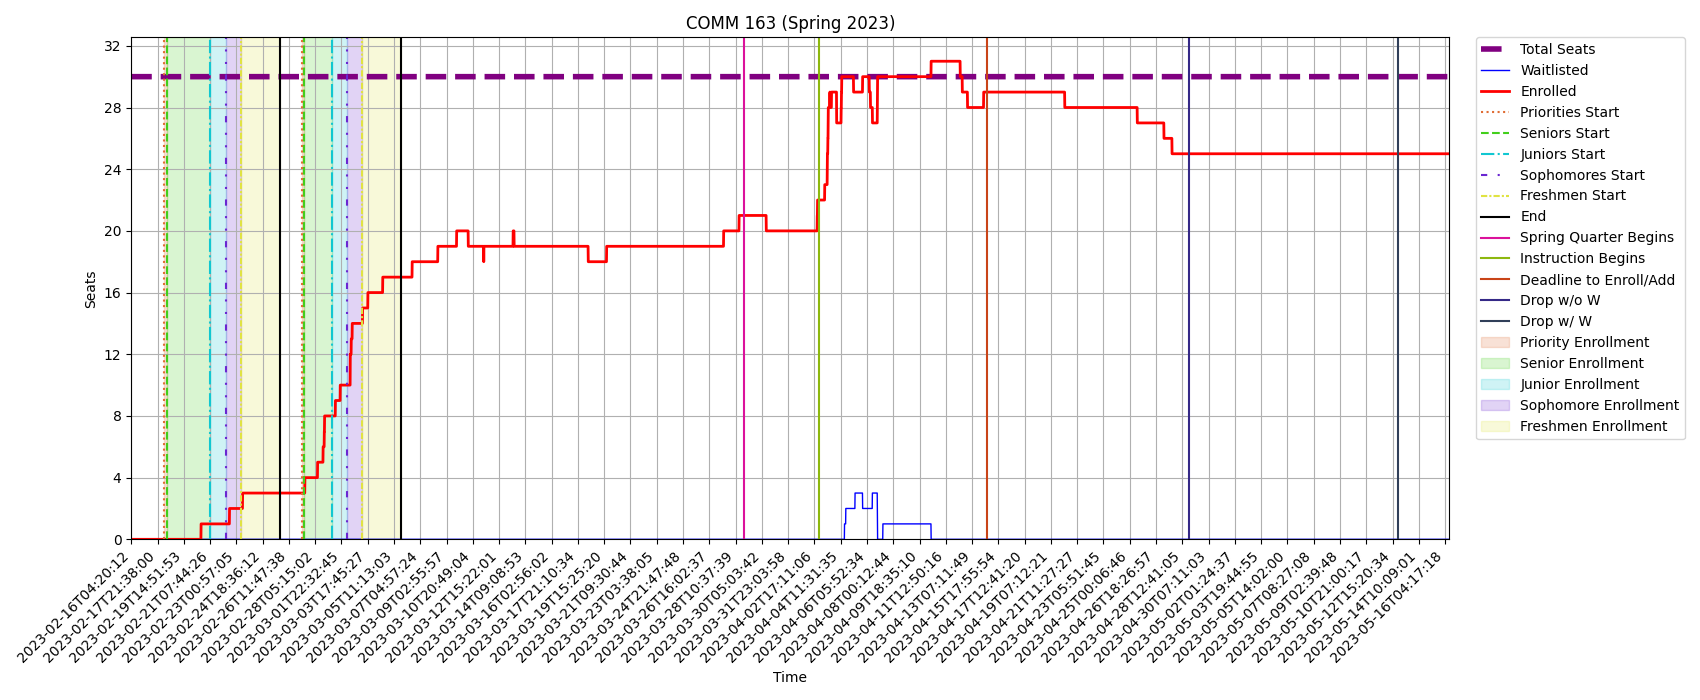 COMM 163 (Spring 2023)
Seats
32
28
24
20
16
12
8
4
0
2023-02-16T04:20:12
2023-02-17T21:38:00
2023-02-19T14:51:53
2023-02-21T07:44:26
2023-02-23T00:57:05
2023-02-24T18:36:12
2023-02-26T11:47:38
2023-02-28T05:15:02
2023-03-01T22:32:45
2023-03-03T17:45:27
2023-03-05T11:13:03
2023-03-07T04:57:24
2023-03-09T02:55:57
2023-03-10T20:49:04
2023-03-12T15:22:01
2023-03-14T09:08:53
2023-03-16T02:56:02
2023-03-17T21:10:34
2023-03-19T15:25:20
2023-03-21T09:30:44
2023-03-23T03:38:05
2023-03-24T21:47:48
2023-03-26T16:02:37
2023-03-28T10:37:39
2023-03-30T05:03:42
2023-03-31T23:03:58
2023-04-02T17:11:06
2023-04-04T11:31:35
2023-04-06T05:52:34
2023-04-08T00:12:44
2023-04-09T18:35:10
2023-04-11T12:50:16
2023-04-13T07:11:49
2023-04-15T17:55:54
2023-04-17T12:41:20
2023-04-19T07:12:21
2023-04-21T11:27:27
2023-04-23T05:51:45
2023-04-25T00:06:46
2023-04-26T18:26:57
2023-04-28T12:41:05
2023-04-30T07:11:03
2023-05-02T01:24:37
2023-05-03T19:44:55
2023-05-05T14:02:00
2023-05-07T08:27:08
2023-05-09T02:39:48
2023-05-10T21:00:17
2023-05-12T15:20:34
2023-05-14T10:09:01
2023-05-16T04:17:18
Time
Total Seats
Waitlisted
Enrolled
Priorities Start
Seniors Start
Juniors Start
Sophomores Start
Freshmen Start
End
Spring Quarter Begins
Instruction Begins
Deadline to Enroll/Add
Drop w/o W
Drop w/ W
Priority Enrollment
Senior Enrollment
Junior Enrollment
Sophomore Enrollment
Freshmen Enrollment